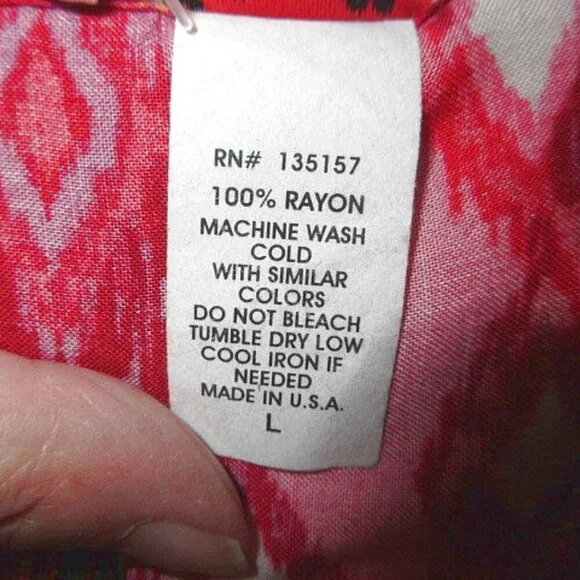 RN# 135157
100% RAYON
MACHINE WASH
COLD
WITH SIMILAR
COLORS
DO NOT BLEACH
TUMBLE DRY LOW
COOL IRON IF
NEEDED
MADE IN U.S.A.
L